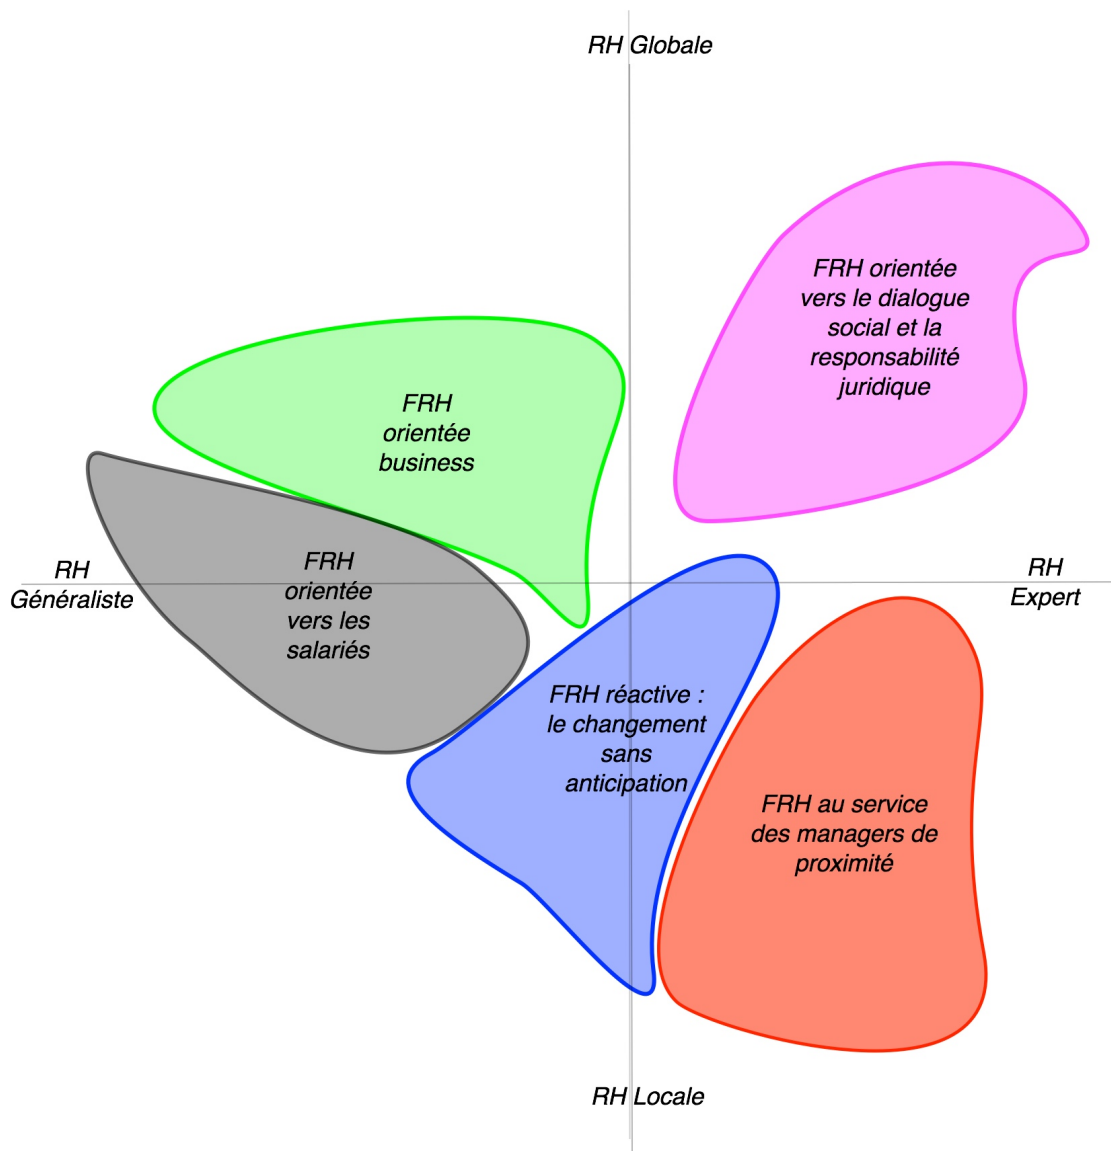 RH Globale
FRH orientée
vers le dialogue
social et la
responsabilité
juridique
FRH
orientée
business
FRH
orientée
vers les
salariés
RH
Généraliste
RH
Expert
FRH réactive :
le changement
sans
anticipation
FRH au service
des managers de
proximité
RH Locale